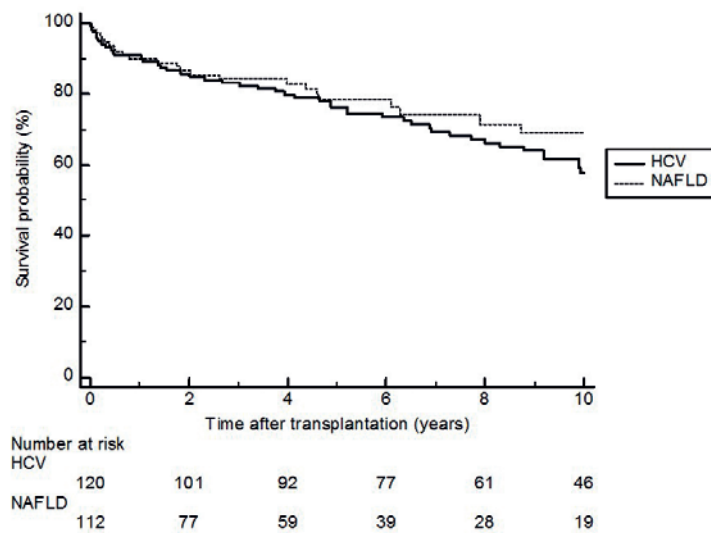 100
80
60
40
20
0
Survival probability (%)
HCV
NAFLD
0 2 4 6 8 10
Time after transplantation (years)
Number at risk
HCV
120 101 92 77 61 46
NAFLD
112 77 59 39 28 19